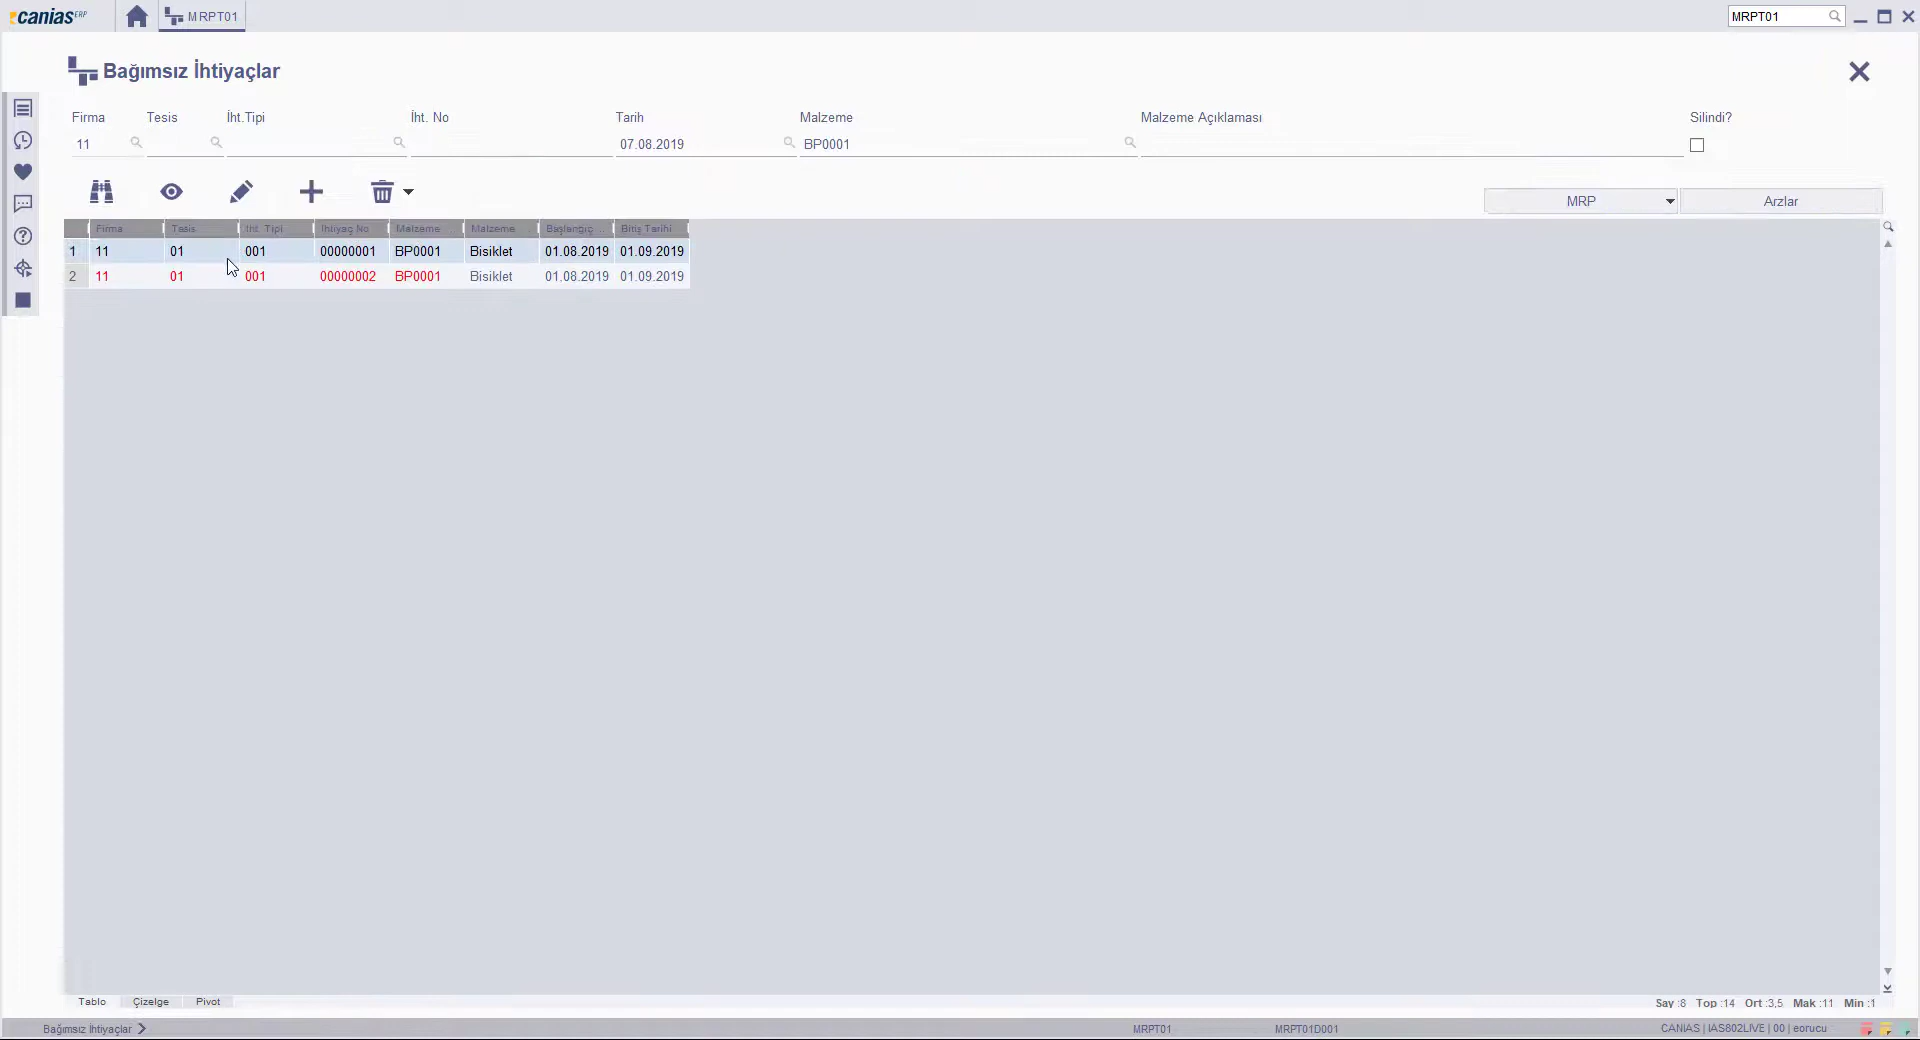 canias ERP
MRPT01
MRPT01
Bağımsız İhtiyaçlar
Firma Tesis İht.Tipi İht. No Tarih Malzeme Malzeme Açıklaması Silindi?
11 07.08.2019 BP0001
MRP Arzlar
Firma Tesis İht. Tipi İhtiyaç No Malzeme Malzeme Başlangıç ... Bitiş Tarihi
1 11 01 001 00000001 BP0001 Bisiklet 01.08.2019 01.09.2019
2 11 01 001 00000002 BP0001 Bisiklet 01.08.2019 01.09.2019
Tablo Çizelge Pivot
Say :8 Top :14 Ort :3,5 Mak :11 Min :1
Bağımsız İhtiyaçlar MRPT01 MRPT01D001 CANIAS | IAS802LIVE | 00 | eorucu